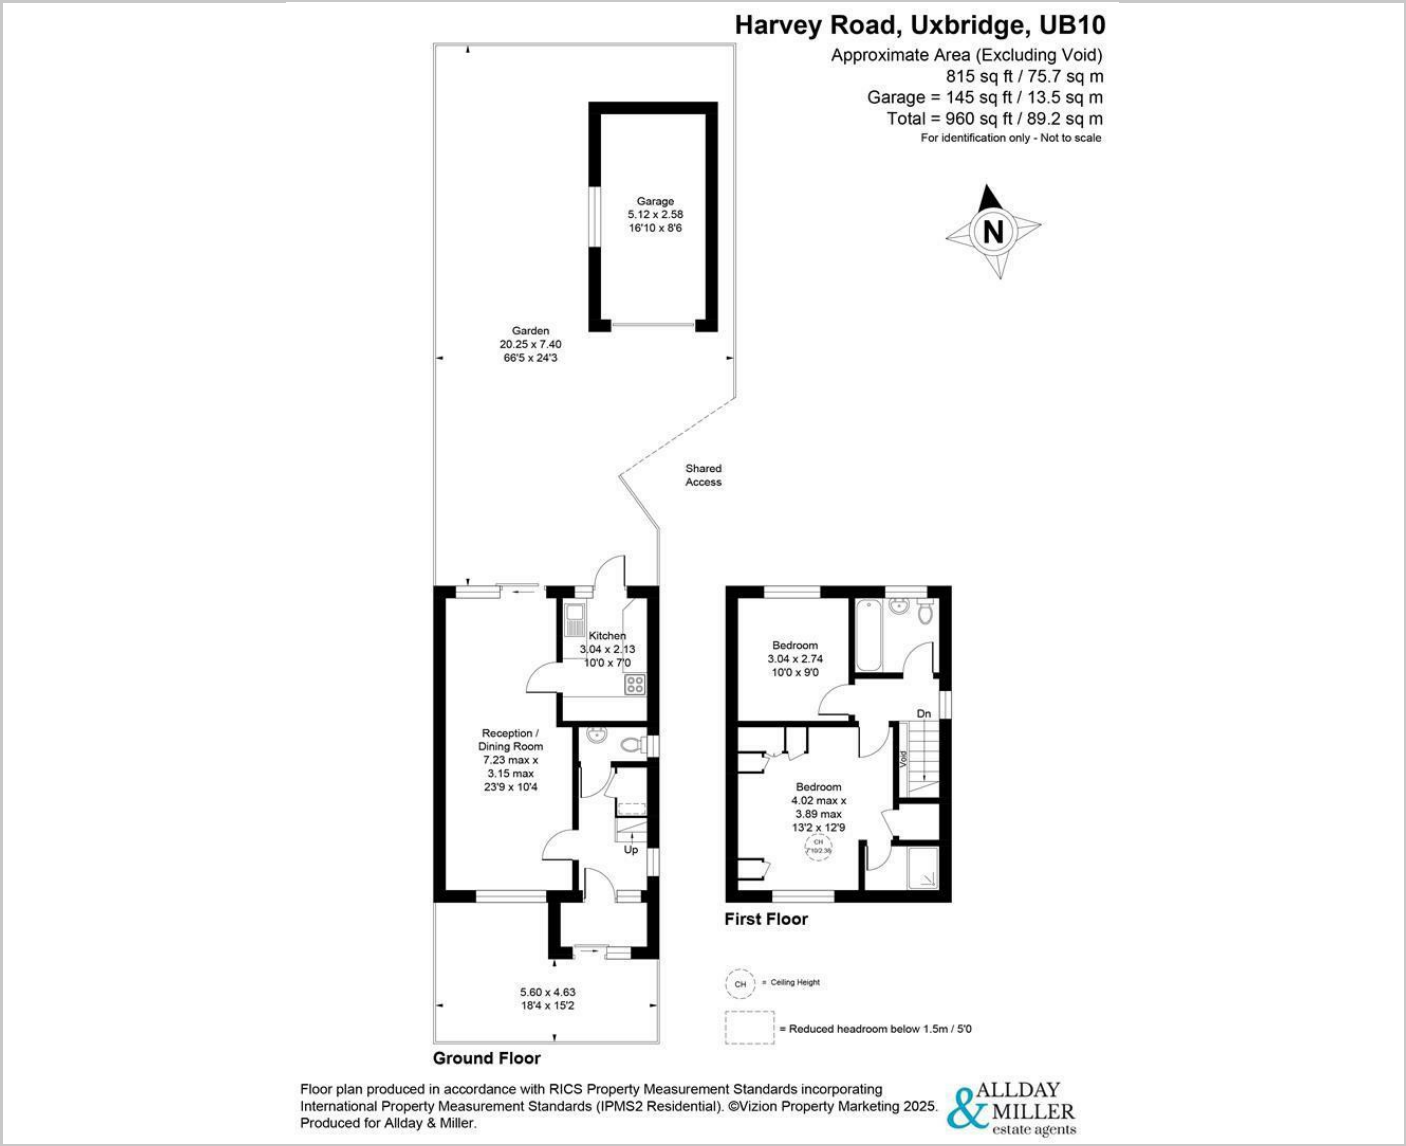 Harvey Road, Uxbridge, UB10
Approximate Area (Excluding Void)
815 sq ft / 75.7 sq m
Garage = 145 sq ft / 13.5 sq m
Total = 960 sq ft / 89.2 sq m
For identification only - Not to scale
N
Garage
5.12 x 2.58
16'10 x 8'6
Garden
20.25 x 7.40
66'5 x 24'3
Shared
Access
Kitchen
3.04 x 2.13
10'0 x 7'0
Reception /
Dining Room
7.23 max x
3.15 max
23'9 x 10'4
Up
5.60 x 4.63
18'4 x 15'2
Ground Floor
Bedroom
3.04 x 2.74
10'0 x 9'0
Dn
Void
Bedroom
4.02 max x
3.89 max
13'2 x 12'9
CH
First Floor
CH = Ceiling Height
= Reduced headroom below 1.5m / 5'0
Floor plan produced in accordance with RICS Property Measurement Standards incorporating
International Property Measurement Standards (IPMS2 Residential). ©Vizion Property Marketing 2025.
Produced for Allday & Miller.
ALLDAY
& MILLER
estate agents